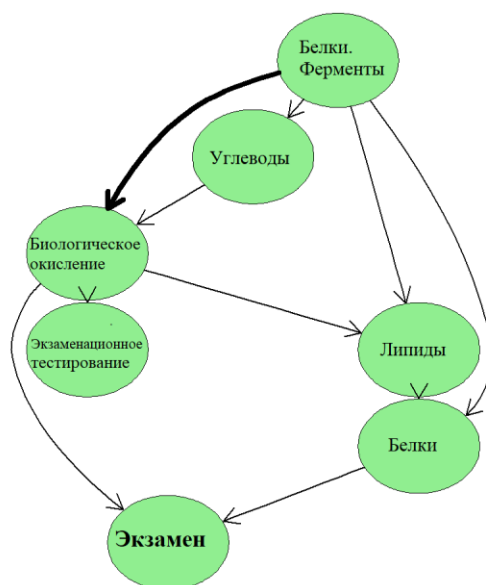 Белки.
Ферменты
Углеводы
Биологическое
окисление
Экзаменационное
тестирование
Липиды
Белки
Экзамен